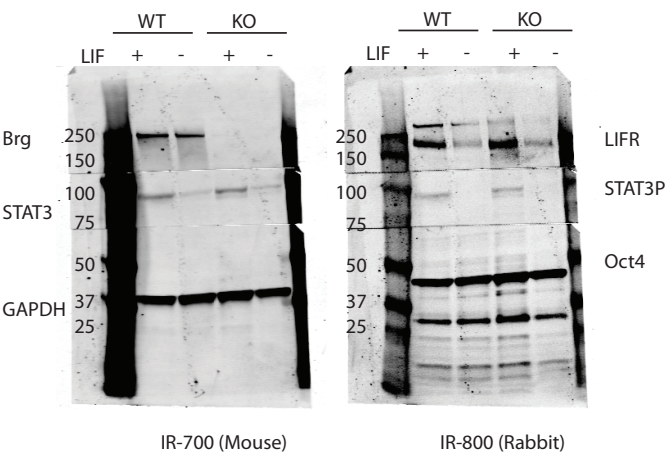 WT KO
LIF + - + -
Brg
250
150
100
STAT3
75
50
37
GAPDH
25
IR-700 (Mouse)
WT KO
LIF + - + -
250
LIFR
150
100
STAT3P
75
50
Oct4
37
25
IR-800 (Rabbit)